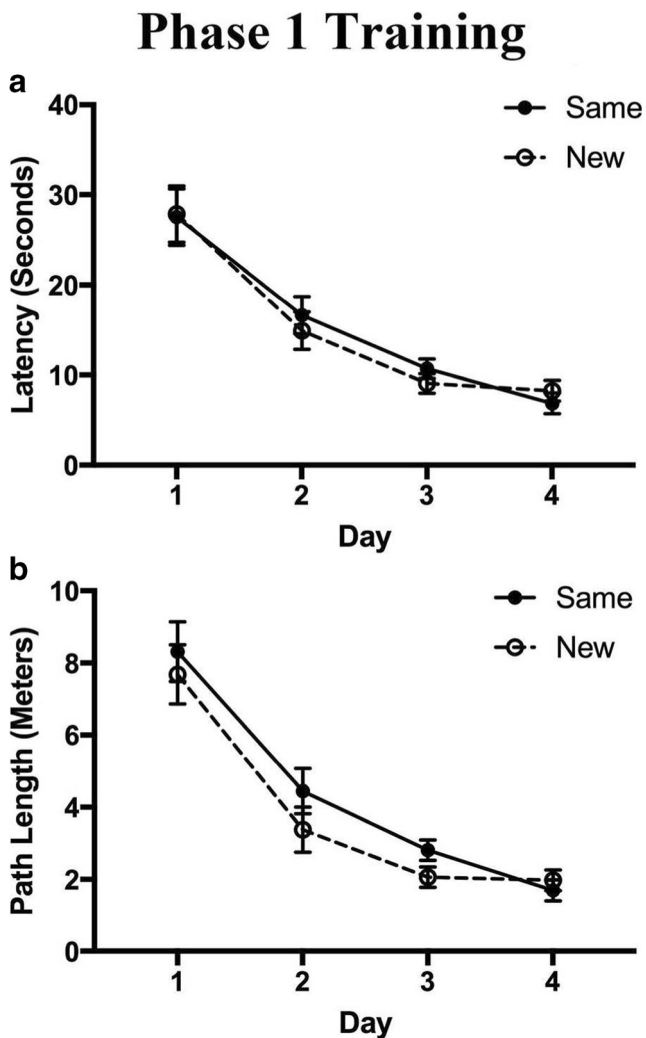 Phase 1 Training
a
Latency (Seconds)
40
30
20
10
0
Same
New
1 2 3 4
Day
b
Path Length (Meters)
10
8
6
4
2
0
Same
New
1 2 3 4
Day